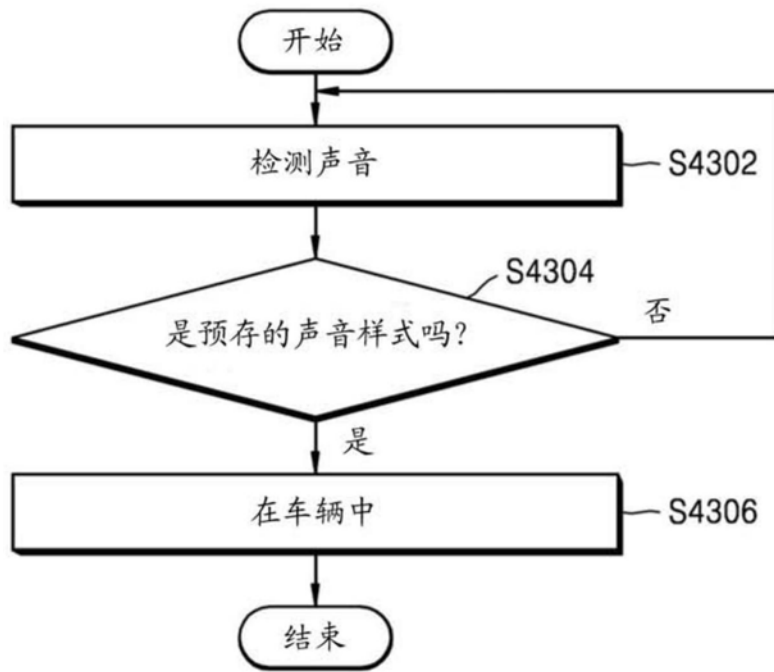 开始
检测声音
S4302
S4304
是预存的声音样式吗?
否
是
在车辆中
S4306
结束